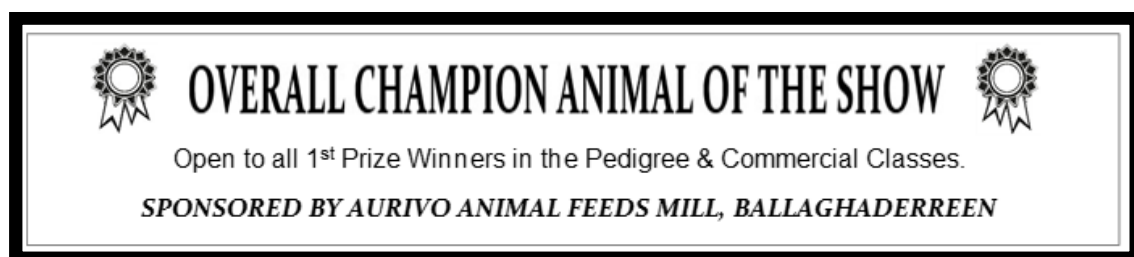 OVERALL CHAMPION ANIMAL OF THE SHOW
Open to all 1st Prize Winners in the Pedigree & Commercial Classes.
SPONSORED BY AURIVO ANIMAL FEEDS MILL, BALLAGHADERREEN